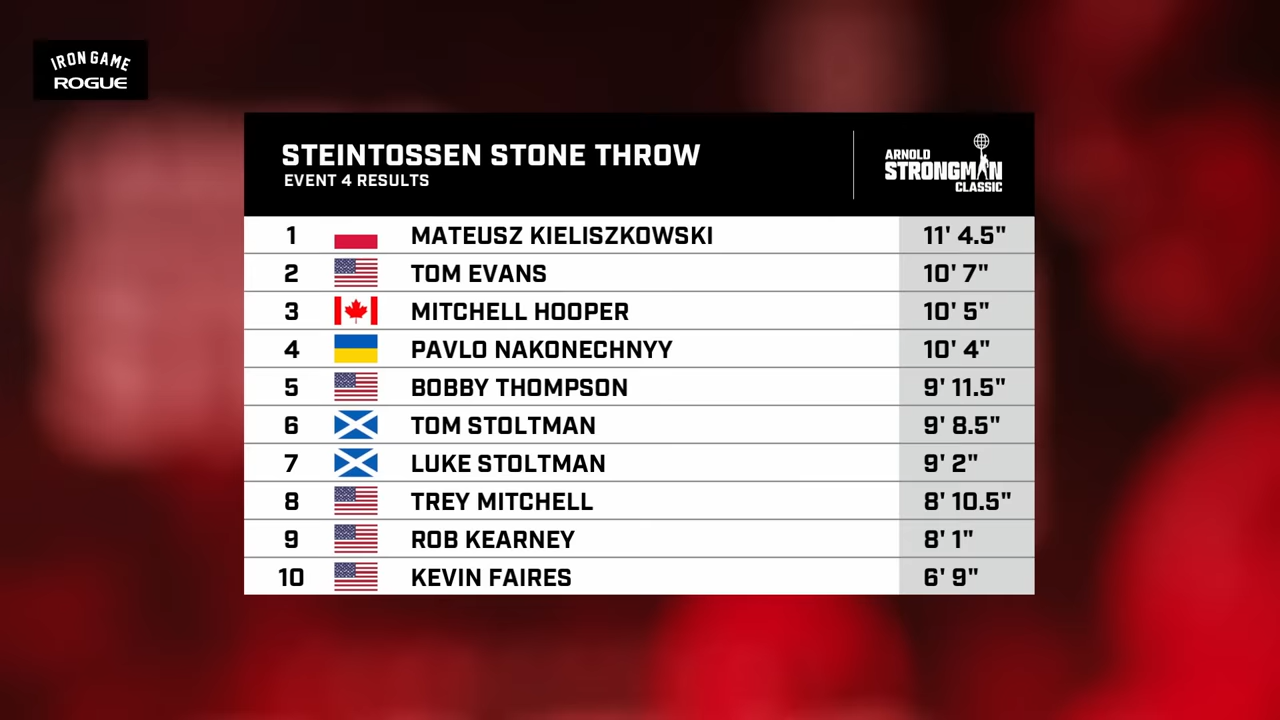 IRON GAME
ROGUE
STEINTOSSEN STONE THROW
EVENT 4 RESULTS
ARNOLD
STRONGMAN
CLASSIC
1 MATEUSZ KIELISZKOWSKI 11' 4.5"
2 TOM EVANS 10' 7"
3 MITCHELL HOOPER 10' 5"
4 PAVLO NAKONECHNYY 10' 4"
5 BOBBY THOMPSON 9' 11.5"
6 TOM STOLTMAN 9' 8.5"
7 LUKE STOLTMAN 9' 2"
8 TREY MITCHELL 8' 10.5"
9 ROB KEARNEY 8' 1"
10 KEVIN FAIRES 6' 9"